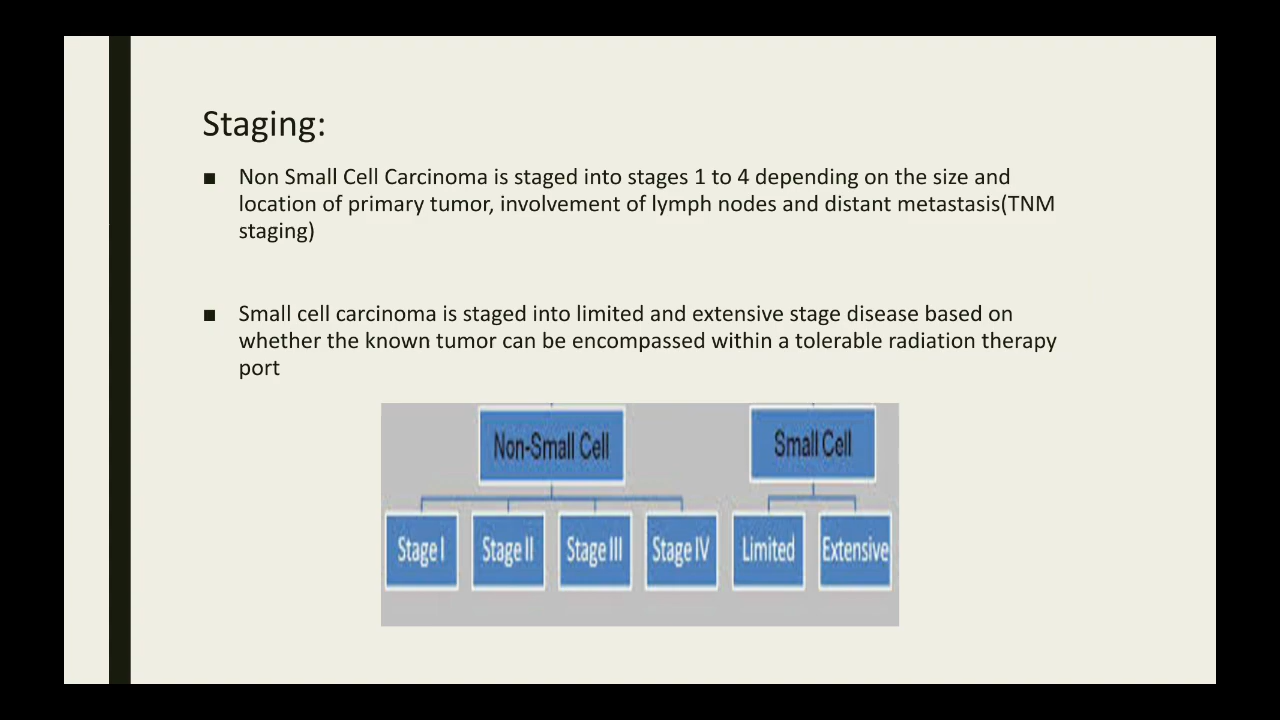 Staging:
■ Non Small Cell Carcinoma is staged into stages 1 to 4 depending on the size and
location of primary tumor, involvement of lymph nodes and distant metastasis(TNM
staging)
■ Small cell carcinoma is staged into limited and extensive stage disease based on
whether the known tumor can be encompassed within a tolerable radiation therapy
port
Non-Small Cell Small Cell
Stage I Stage II Stage III Stage IV Limited Extensive